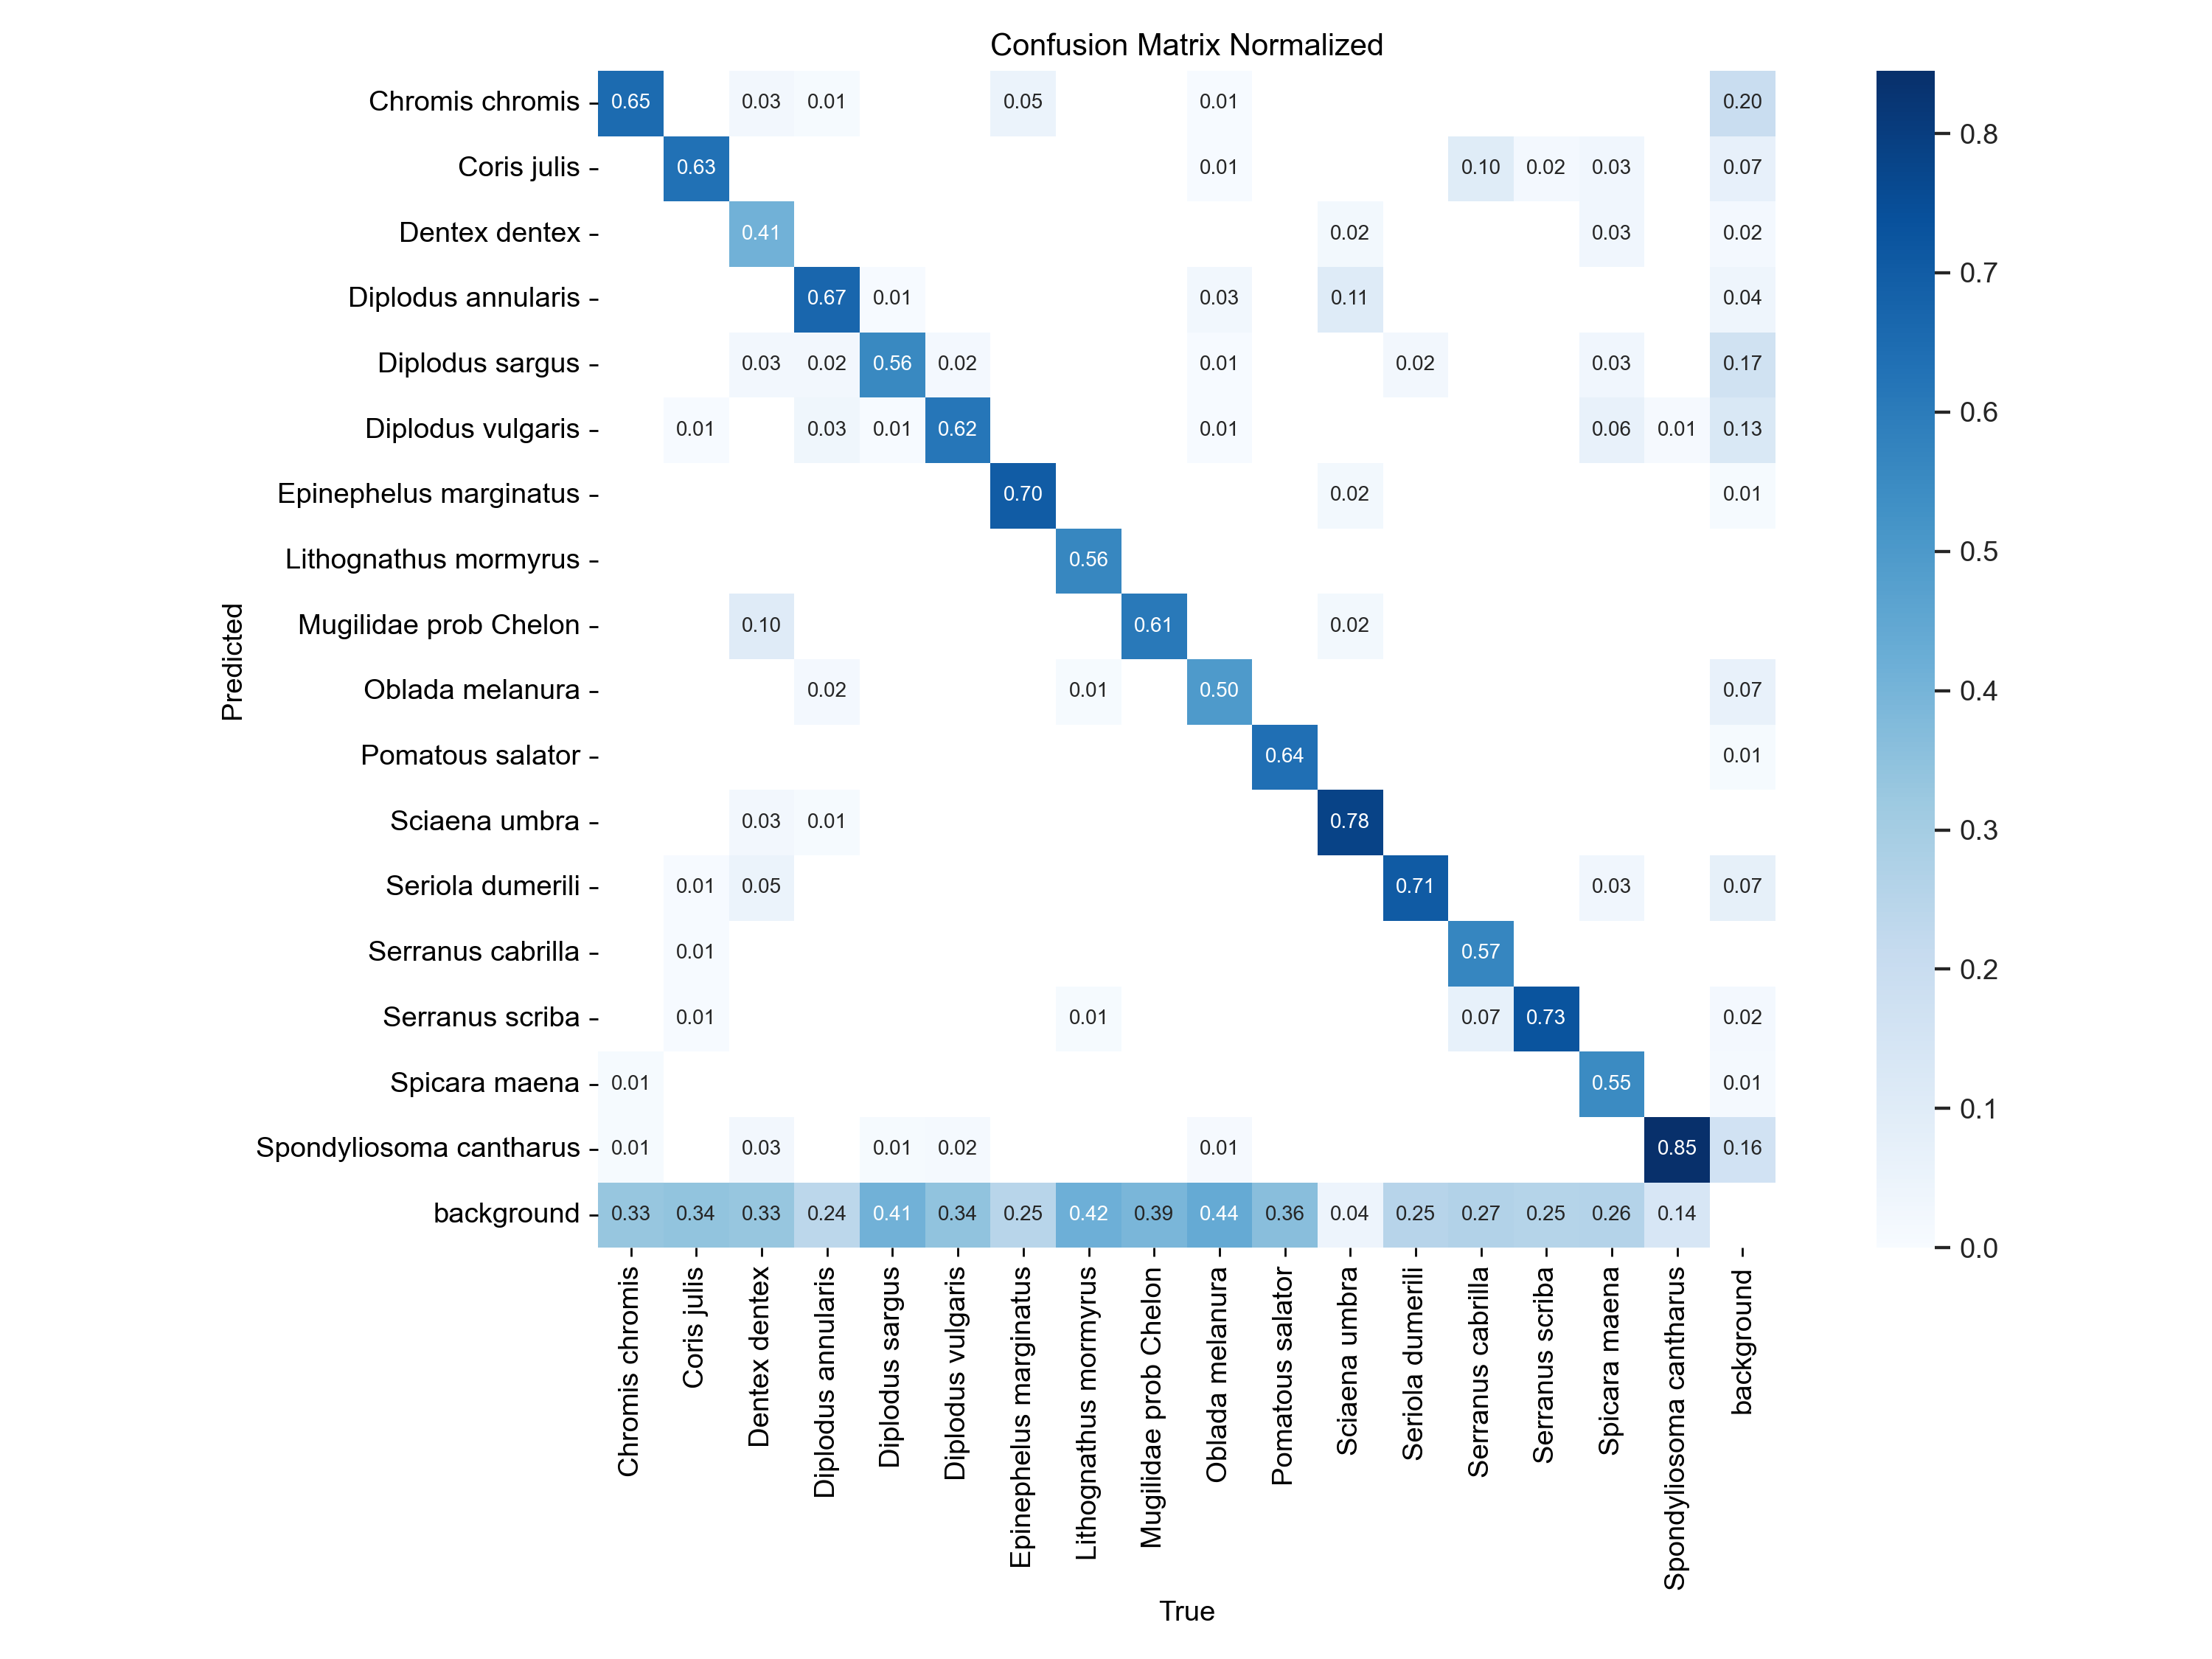 Confusion Matrix Normalized
Chromis chromis 0.65 0.03 0.01 0.05 0.01 0.20
Coris julis 0.63 0.01 0.10 0.02 0.03 0.07
Dentex dentex 0.41 0.02 0.03 0.02
Diplodus annularis 0.67 0.01 0.03 0.11 0.04
Diplodus sargus 0.03 0.02 0.56 0.02 0.01 0.02 0.03 0.17
Diplodus vulgaris 0.01 0.03 0.01 0.62 0.01 0.06 0.01 0.13
Epinephelus marginatus 0.70 0.02 0.01
Lithognathus mormyrus 0.56
Mugilidae prob Chelon 0.10 0.61 0.02
Oblada melanura 0.02 0.01 0.50 0.07
Pomatous salator 0.64 0.01
Sciaena umbra 0.03 0.01 0.78
Seriola dumerili 0.01 0.05 0.71 0.03 0.07
Serranus cabrilla 0.01 0.57
Serranus scriba 0.01 0.01 0.07 0.73 0.02
Spicara maena 0.01 0.55 0.01
Spondyliosoma cantharus 0.01 0.03 0.01 0.02 0.01 0.85 0.16
background 0.33 0.34 0.33 0.24 0.41 0.34 0.25 0.42 0.39 0.44 0.36 0.04 0.25 0.27 0.25 0.26 0.14
Predicted
Chromis chromis
Coris julis
Dentex dentex
Diplodus annularis
Diplodus sargus
Diplodus vulgaris
Epinephelus marginatus
Lithognathus mormyrus
Mugilidae prob Chelon
Oblada melanura
Pomatous salator
Sciaena umbra
Seriola dumerili
Serranus cabrilla
Serranus scriba
Spicara maena
Spondyliosoma cantharus
background
True
0.8
0.7
0.6
0.5
0.4
0.3
0.2
0.1
0.0